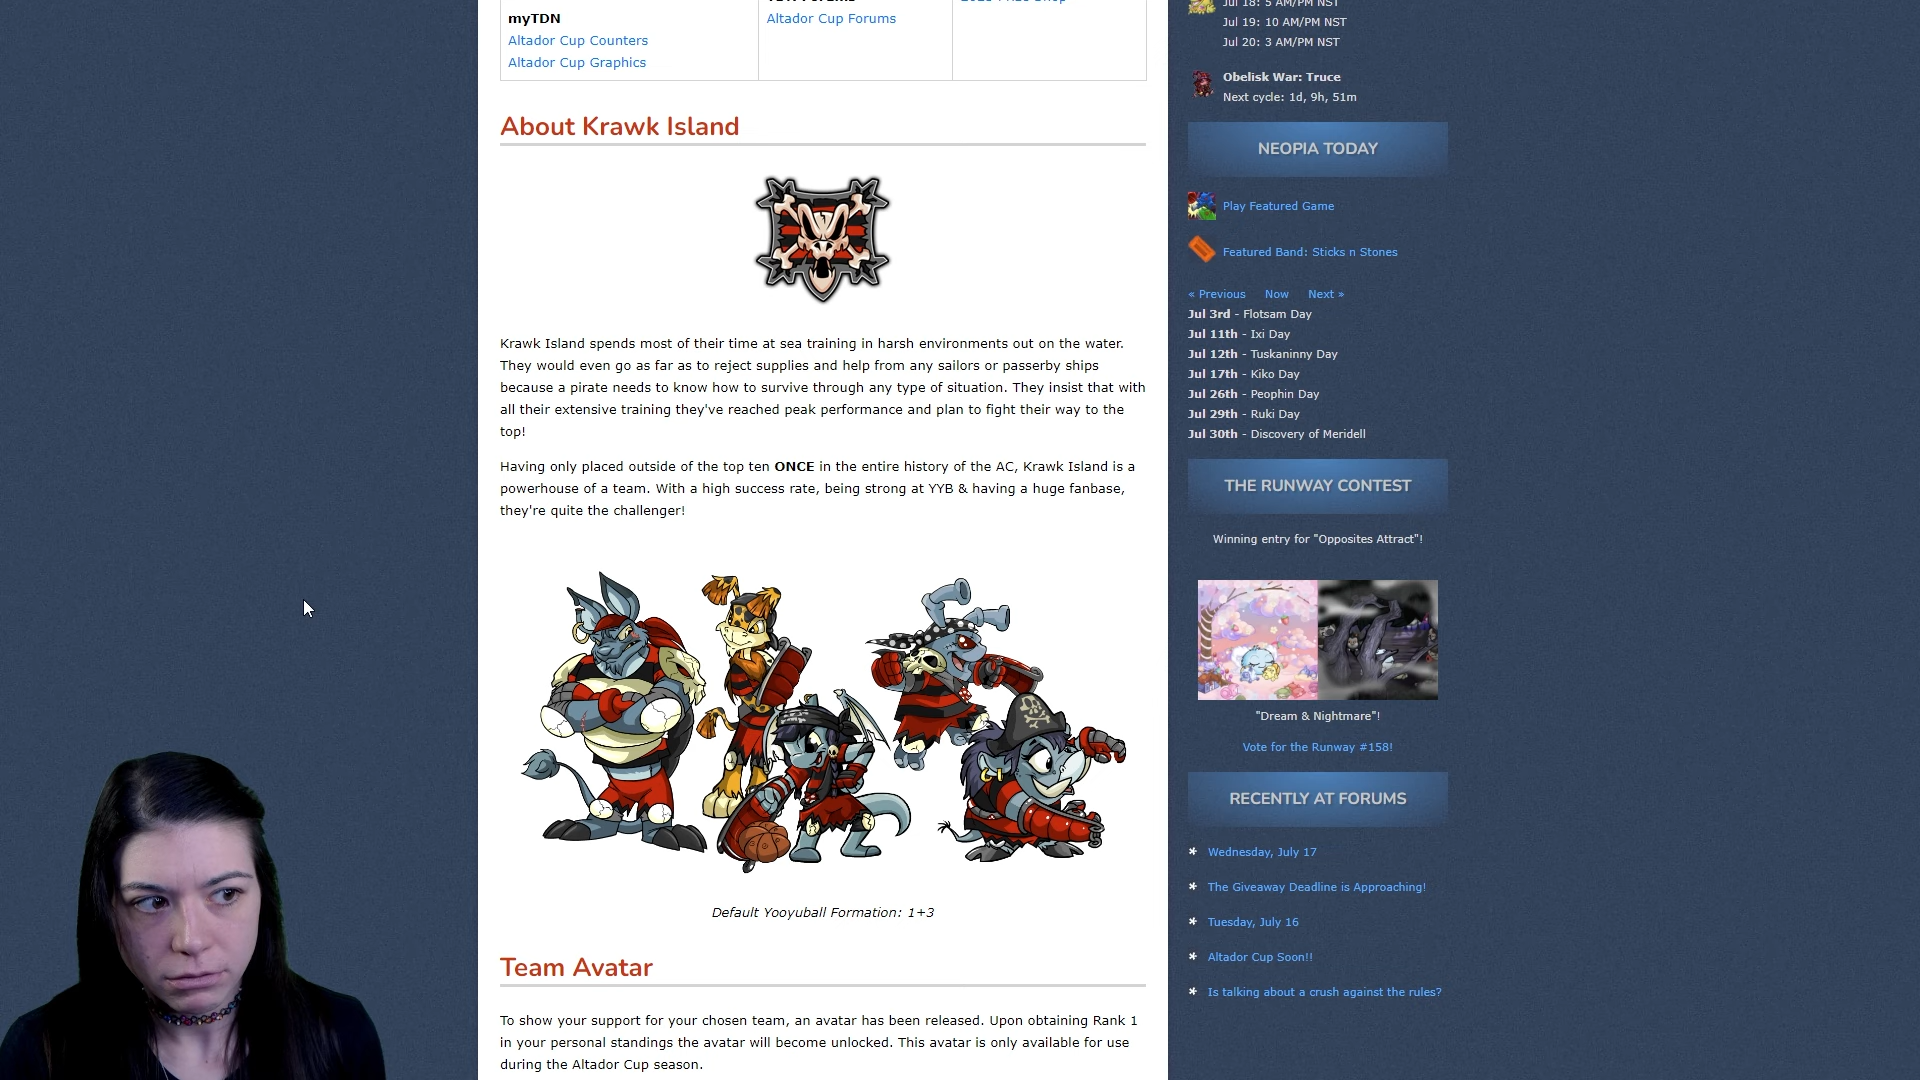 myTDN
Altador Cup Counters
Altador Cup Graphics
Altador Cup Forums
About Krawk Island
Krawk Island spends most of their time at sea training in harsh environments out on the water.
They would even go as far as to reject supplies and help from any sailors or passerby ships
because a pirate needs to know how to survive through any type of situation. They insist that with
all their extensive training they've reached peak performance and plan to fight their way to the
top!
Having only placed outside of the top ten ONCE in the entire history of the AC, Krawk Island is a
powerhouse of a team. With a high success rate, being strong at YYB & having a huge fanbase,
they're quite the challenger!
Default Yooyuball Formation: 1+3
Team Avatar
To show your support for your chosen team, an avatar has been released. Upon obtaining Rank 1
in your personal standings the avatar will become unlocked. This avatar is only available for use
during the Altador Cup season.
Jul 18: 5 AM/PM NST
Jul 19: 10 AM/PM NST
Jul 20: 3 AM/PM NST
Obelisk War: Truce
Next cycle: 1d, 9h, 51m
NEOPIA TODAY
Play Featured Game
Featured Band: Sticks n Stones
« Previous Now Next »
Jul 3rd - Flotsam Day
Jul 11th - Ixi Day
Jul 12th - Tuskaninny Day
Jul 17th - Kiko Day
Jul 26th - Peophin Day
Jul 29th - Ruki Day
Jul 30th - Discovery of Meridell
THE RUNWAY CONTEST
Winning entry for "Opposites Attract"!
"Dream & Nightmare"!
Vote for the Runway #158!
RECENTLY AT FORUMS
* Wednesday, July 17
* The Giveaway Deadline is Approaching!
* Tuesday, July 16
* Altador Cup Soon!!
* Is talking about a crush against the rules?